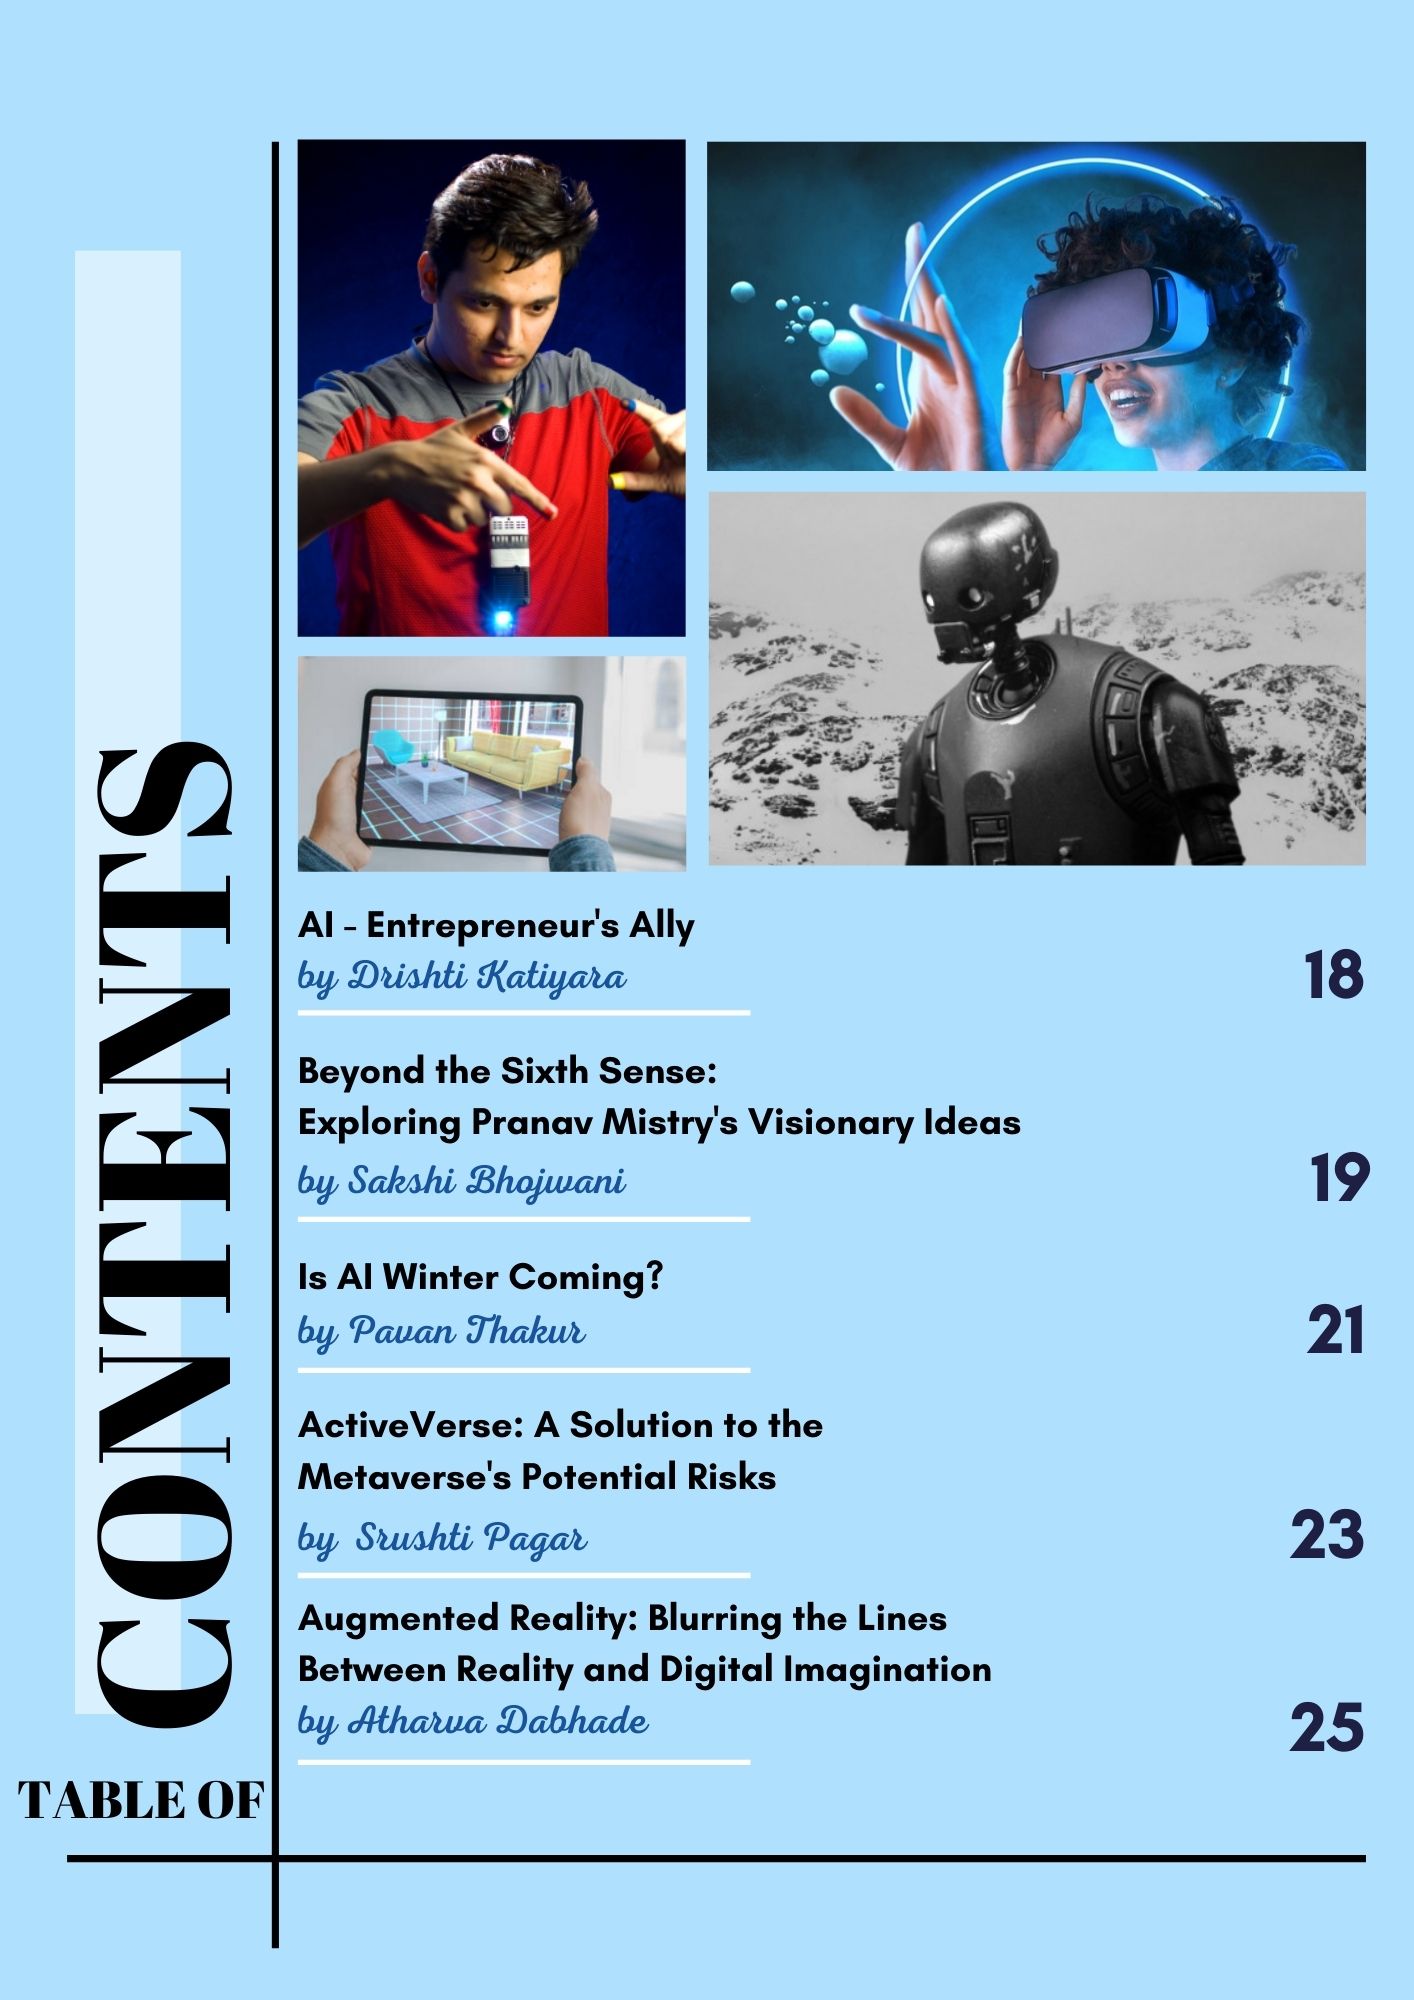 TABLE OF
CONTENTS
AI - Entrepreneur's Ally
by Drishti Katiyara
18
Beyond the Sixth Sense:
Exploring Pranav Mistry's Visionary Ideas
by Sakshi Bhojwani
19
Is AI Winter Coming?
by Pavan Thakur
21
ActiveVerse: A Solution to the
Metaverse's Potential Risks
by Srushti Pagar
23
Augmented Reality: Blurring the Lines
Between Reality and Digital Imagination
by Atharva Dabhade
25